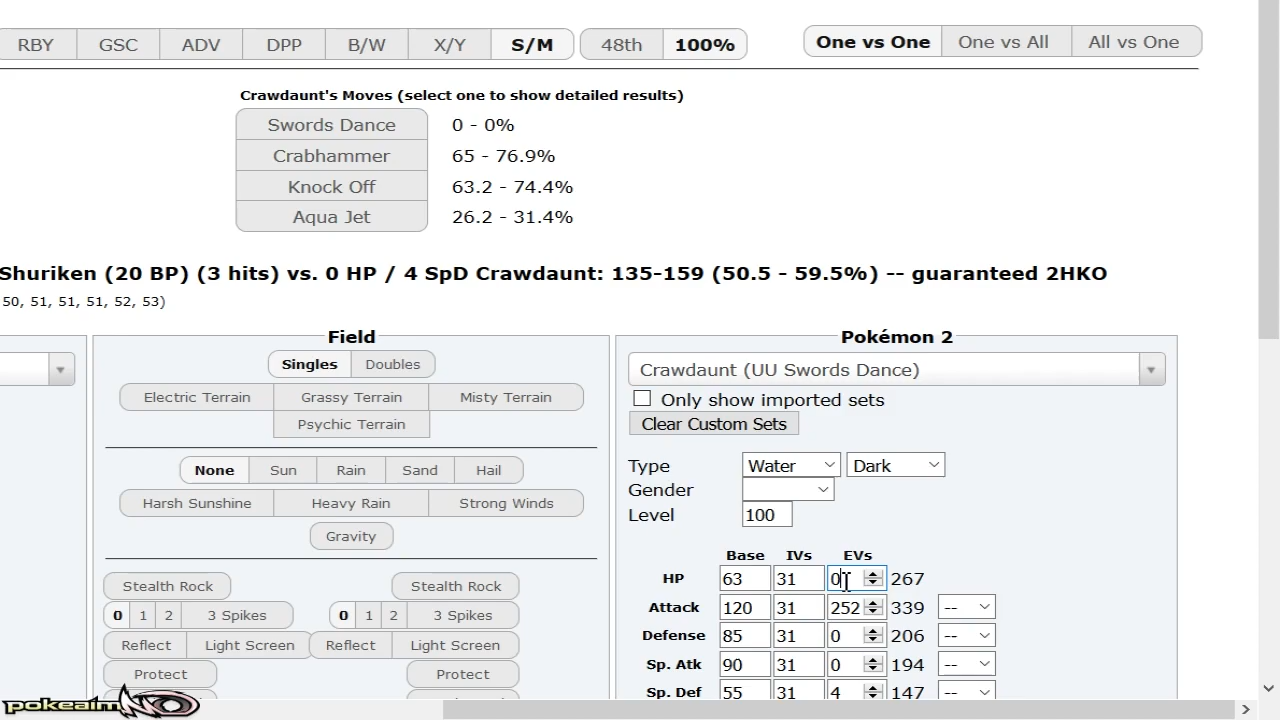 RBY GSC ADV DPP B/W X/Y S/M 48th 100% One vs One One vs All All vs One
Crawdaunt's Moves (select one to show detailed results)
Swords Dance 0 - 0%
Crabhammer 65 - 76.9%
Knock Off 63.2 - 74.4%
Aqua Jet 26.2 - 31.4%
Shuriken (20 BP) (3 hits) vs. 0 HP / 4 SpD Crawdaunt: 135-159 (50.5 - 59.5%) -- guaranteed 2HKO
50, 51, 51, 51, 52, 53)
Field
Singles Doubles
Electric Terrain Grassy Terrain Misty Terrain
Psychic Terrain
None Sun Rain Sand Hail
Harsh Sunshine Heavy Rain Strong Winds
Gravity
Stealth Rock Stealth Rock
0 1 2 3 Spikes 0 1 2 3 Spikes
Reflect Light Screen Reflect Light Screen
Protect Protect
Pokémon 2
Crawdaunt (UU Swords Dance)
Only show imported sets
Clear Custom Sets
Type Water Dark
Gender
Level 100
Base IVs EVs
HP 63 31 0 267
Attack 120 31 252 339 --
Defense 85 31 0 206 --
Sp. Atk 90 31 0 194 --
Sp. Def 55 31 4 147 --
pokeaimMD